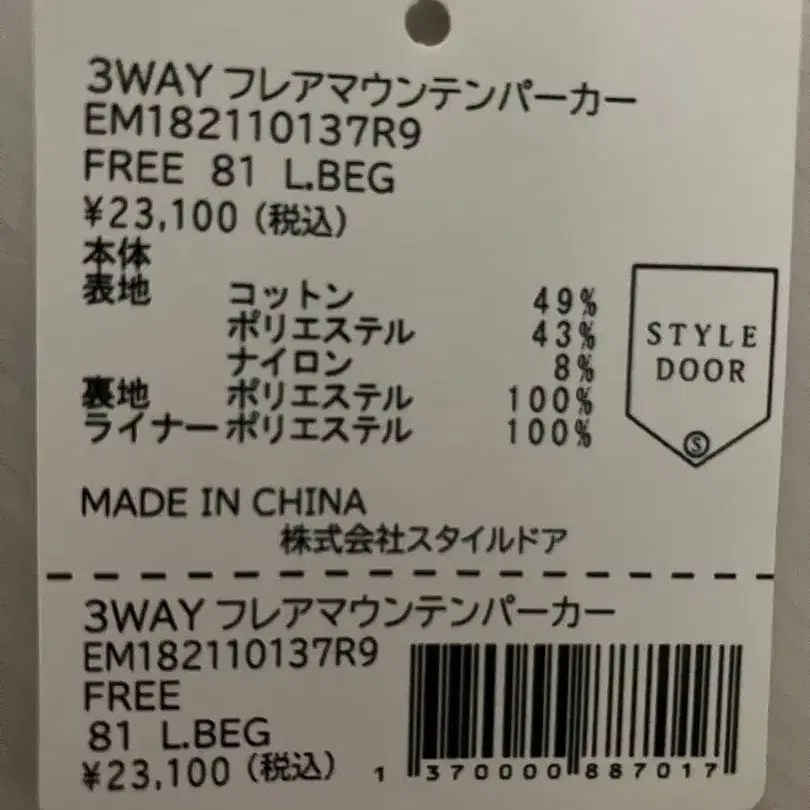 3WAY フレアマウンテンパーカー
EM182110137R9
FREE 81 L.BEG
¥23,100 (税込)
本体
表地 コットン 49%
ポリエステル 43%
ナイロン 8%
裏地 ポリエステル 100%
ライナー ポリエステル 100%
STYLE
DOOR
S
MADE IN CHINA
株式会社スタイルドア
3WAY フレアマウンテンパーカー
EM182110137R9
FREE
81 L.BEG
¥23,100 (税込)
1 370000 887017